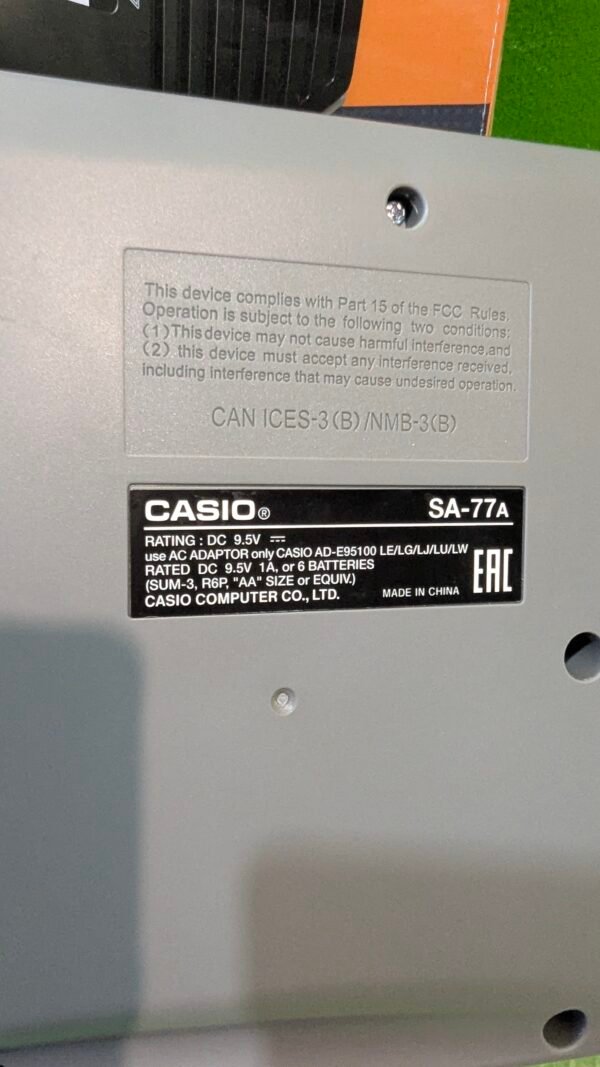 This device complies with Part 15 of the FCC Rules.
Operation is subject to the following two conditions:
(1)This device may not cause harmful interference,and
(2) this device must accept any interference received,
including interference that may cause undesired operation.
CAN ICES-3(B)/NMB-3(B)
CASIO® SA-77A
RATING : DC 9.5V ⎓
use AC ADAPTOR only CASIO AD-E95100 LE/LG/LJ/LU/LW
RATED DC 9.5V 1A, or 6 BATTERIES
(SUM-3, R6P, "AA" SIZE or EQUIV.)
CASIO COMPUTER CO., LTD. MADE IN CHINA EAC